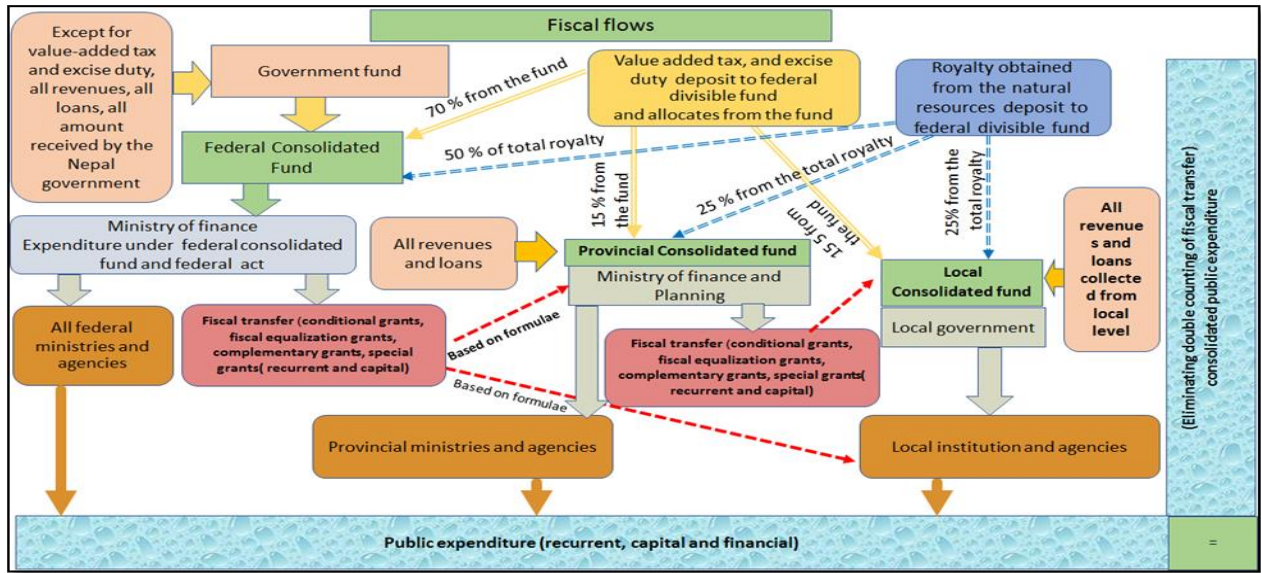 Fiscal flows
Except for
value-added tax
and excise duty,
all revenues, all
loans, all
amount
received by the
Nepal
government
Government fund
70 % from the fund
Value added tax, and excise
duty deposit to federal
divisible fund
and allocates from the fund
Royalty obtained
from the natural
resources deposit to
federal divisible fund
Federal Consolidated
Fund
50 % of total royalty
15 % from
the fund
25 % from the total royalty
15 5 from
the fund
25% from the
total royalty
Ministry of finance
Expenditure under federal consolidated
fund and federal act
All revenues
and loans
Provincial Consolidated fund
Ministry of finance and
Planning
Local
Consolidated fund
Local government
All
revenue
s and
loans
collecte
d from
local
level
All federal
ministries and
agencies
Fiscal transfer (conditional grants,
fiscal equalization grants,
complementary grants, special
grants( recurrent and capital)
Based on formulae
Based on formulae
Fiscal transfer (conditional grants,
fiscal equalization grants,
complementary grants, special grants(
recurrent and capital)
Provincial ministries and agencies
Local institution and agencies
(Eliminating double counting of fiscal transfer)
consolidated public expenditure
Public expenditure (recurrent, capital and financial)
=